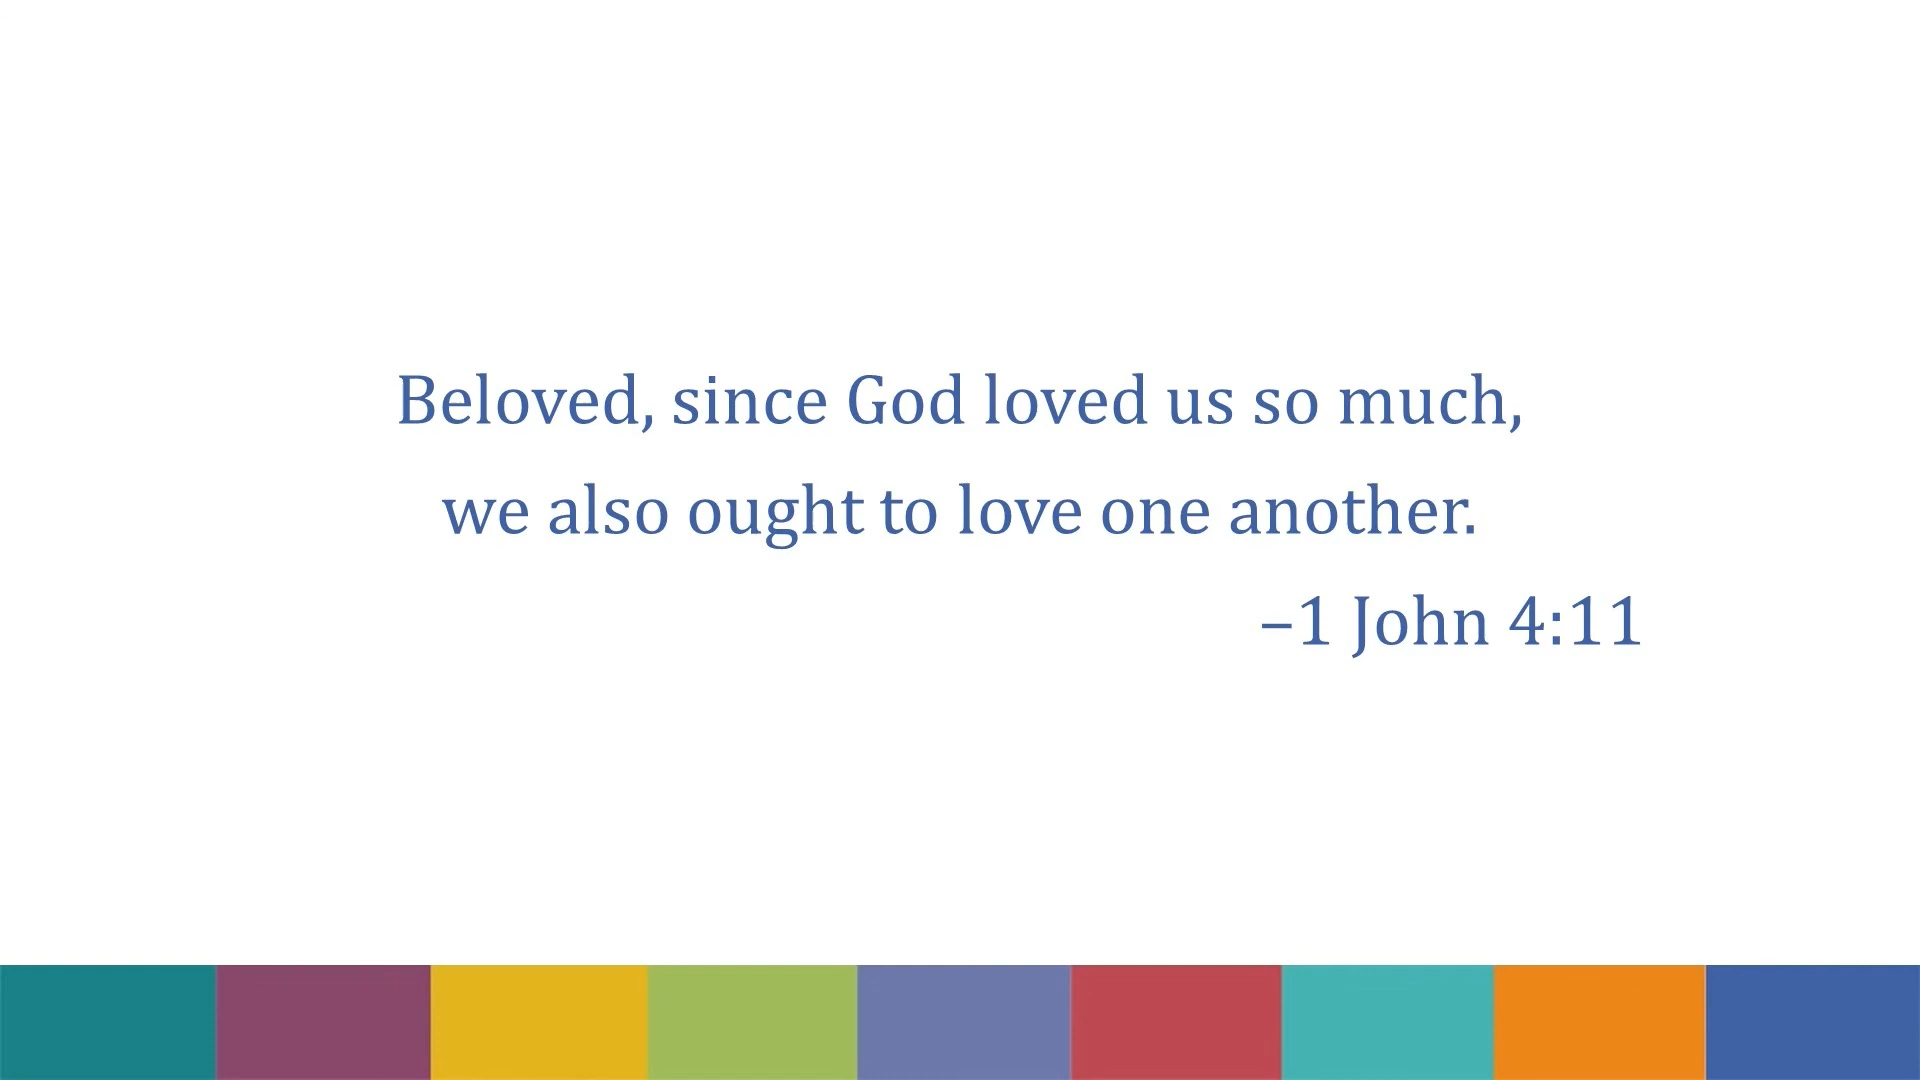 Beloved, since God loved us so much,
we also ought to love one another.
–1 John 4:11